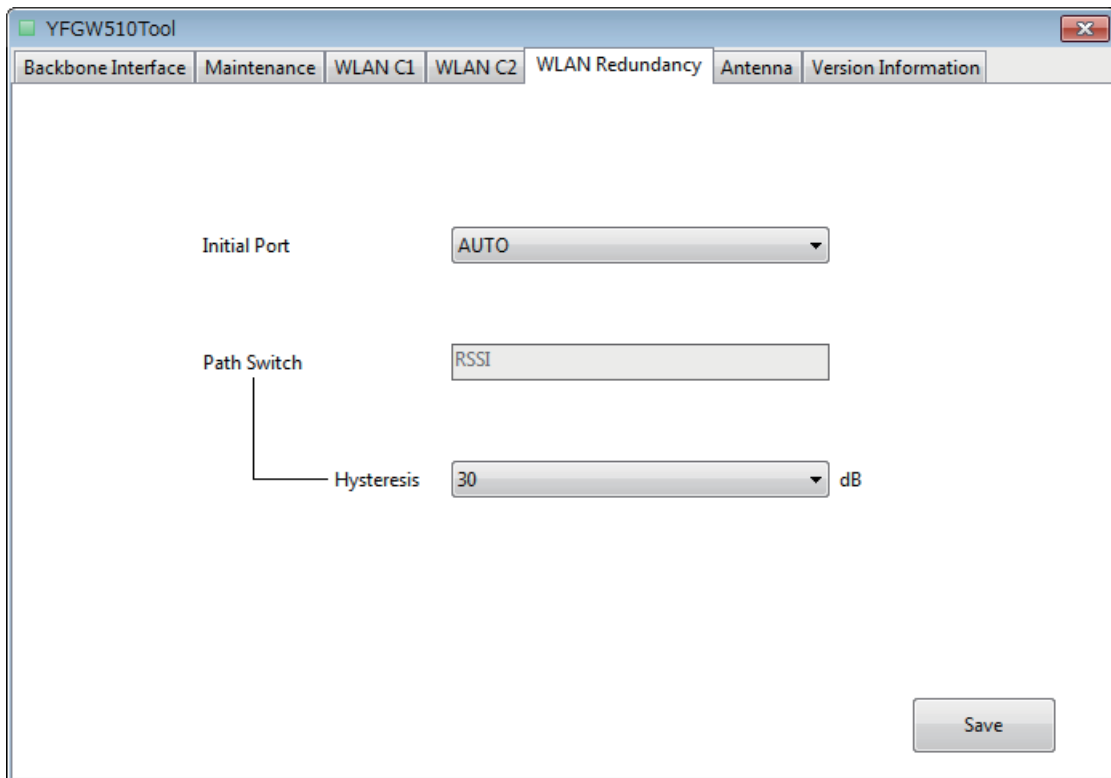 YFGW510Tool
Backbone Interface Maintenance WLAN C1 WLAN C2 WLAN Redundancy Antenna Version Information
Initial Port AUTO
Path Switch RSSI
Hysteresis 30 dB
Save